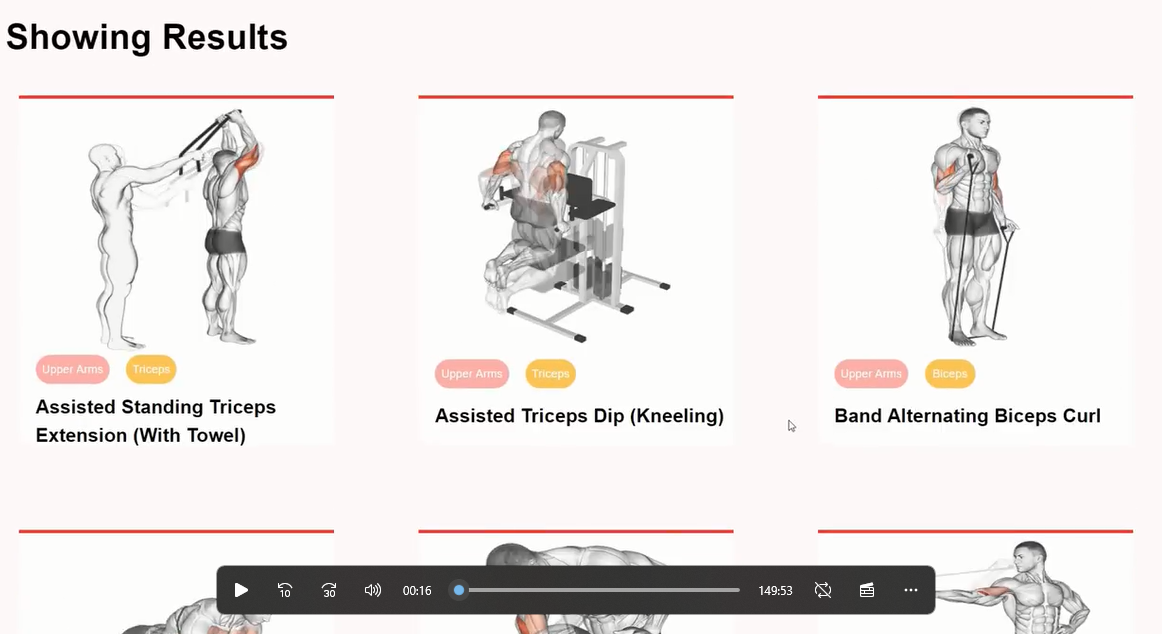 Showing Results
Upper Arms
Triceps
Assisted Standing Triceps
Extension (With Towel)
Upper Arms
Triceps
Assisted Triceps Dip (Kneeling)
Upper Arms
Biceps
Band Alternating Biceps Curl
10
30
00:16
149:53